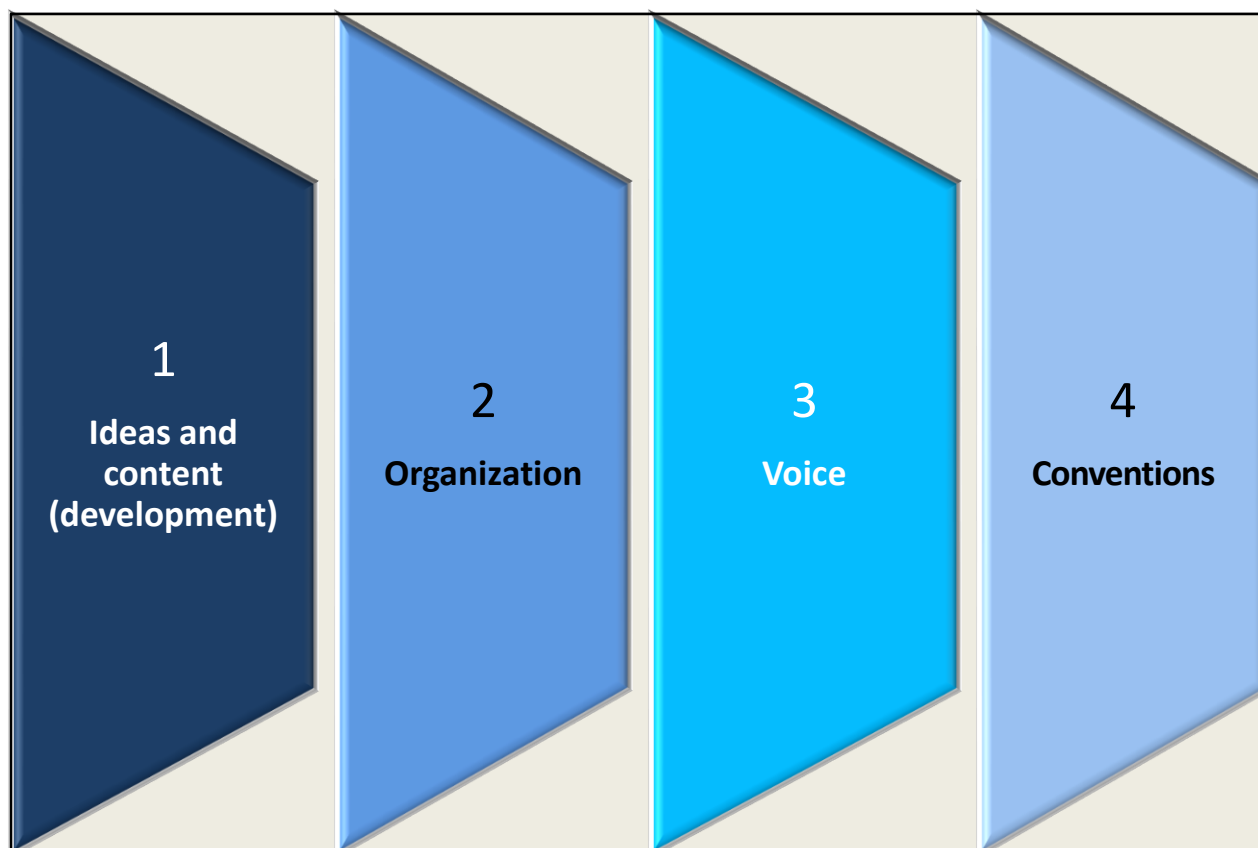 1
Ideas and
content
(development)
2
Organization
3
Voice
4
Conventions